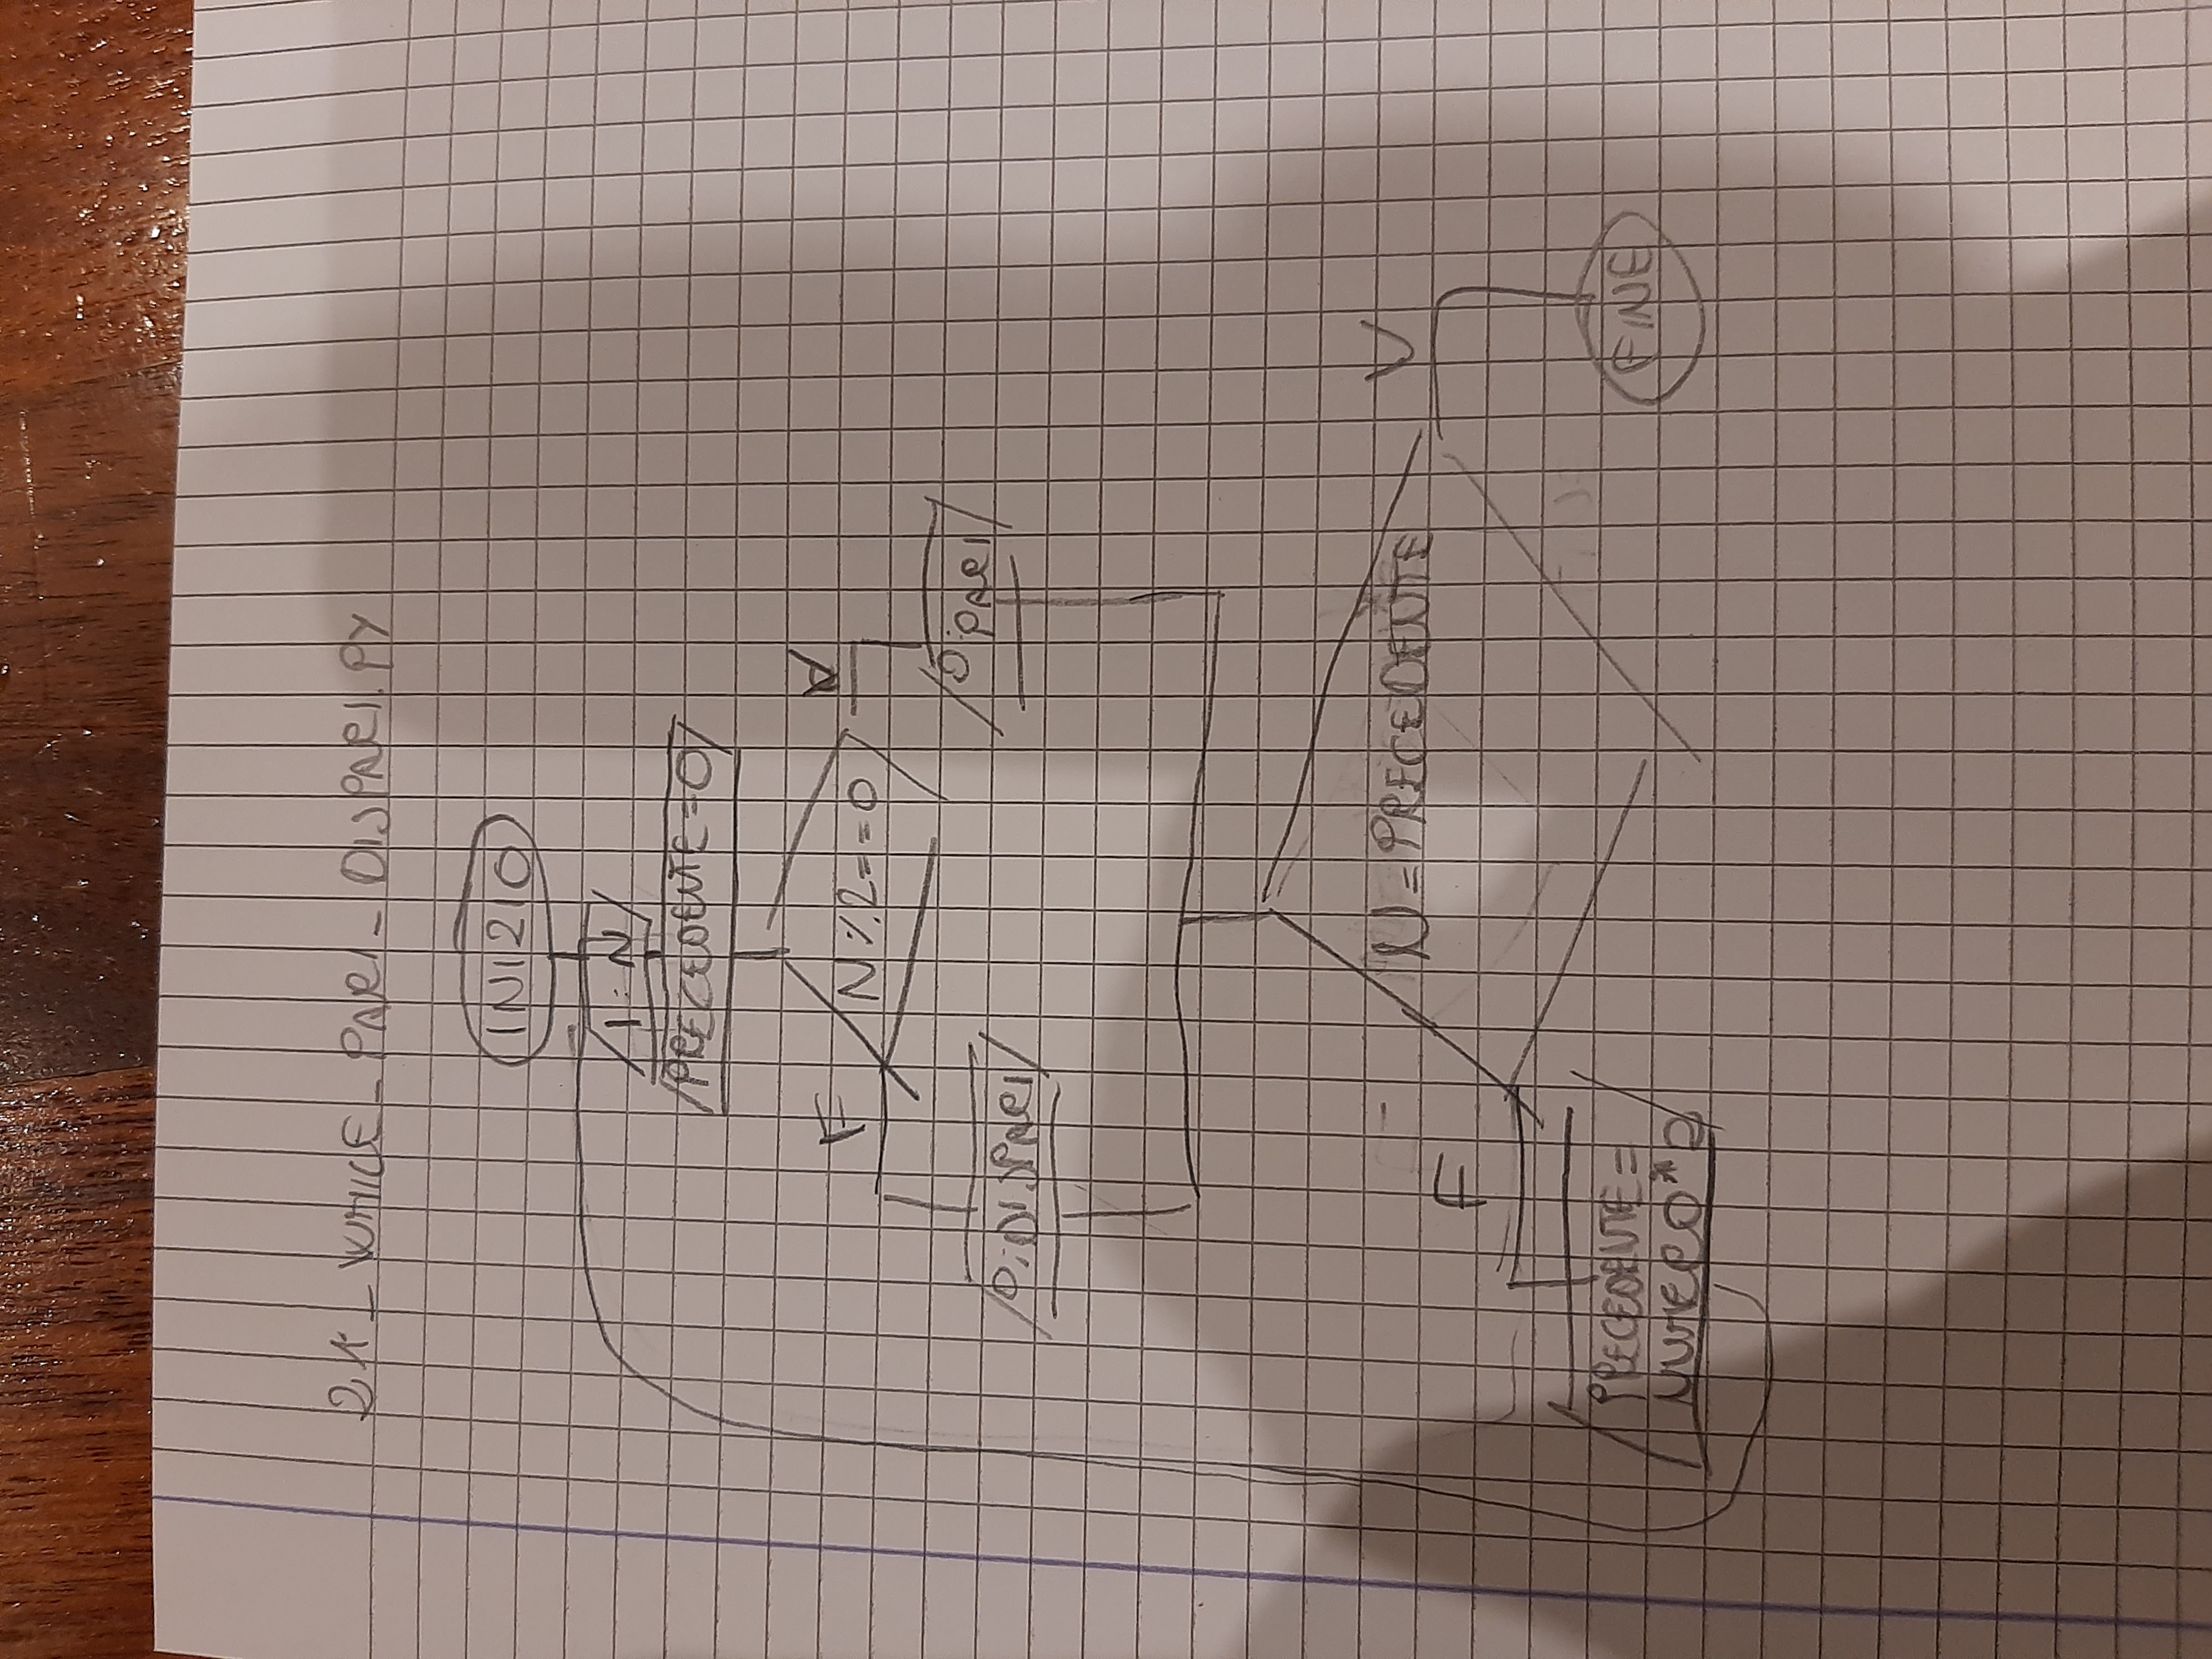 21_WHILE_PARI_DISPARI.PY
INIZIO
I: N
PRECEDENTE=0
F
N%2==0
V
O: DISPARI
O: PARI
N=PRECEDENTE
V
F
PRECEDENTE=
NUMERO*2
FINE